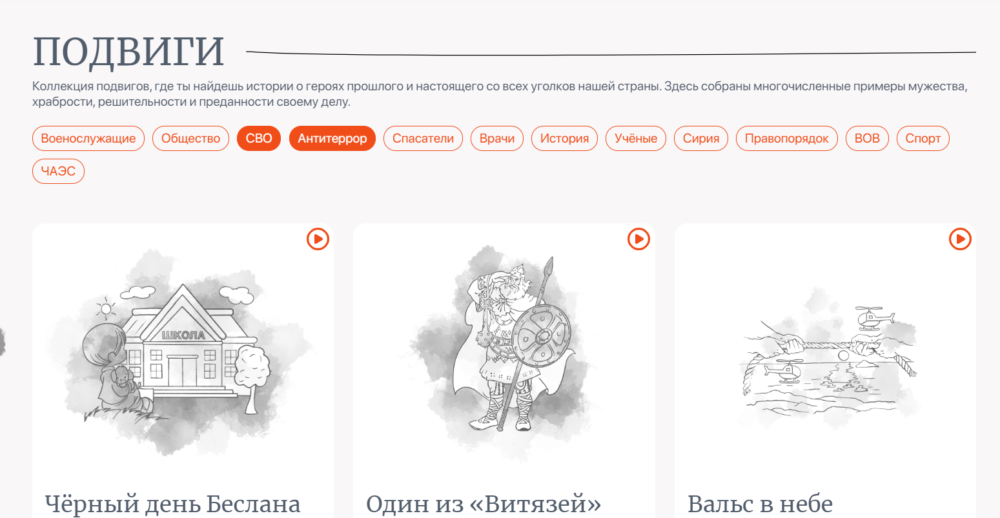 ПОДВИГИ
Коллекция подвигов, где ты найдешь истории о героях прошлого и настоящего со всех уголков нашей страны. Здесь собраны многочисленные примеры мужества,
храбрости, решительности и преданности своему делу.
Военослужащие Общество СВО Антитеррор Спасатели Врачи История Учёные Сирия Правопорядок ВОВ Спорт
ЧАЭС
ШКОЛА
Чёрный день Беслана Один из «Витязей» Вальс в небе